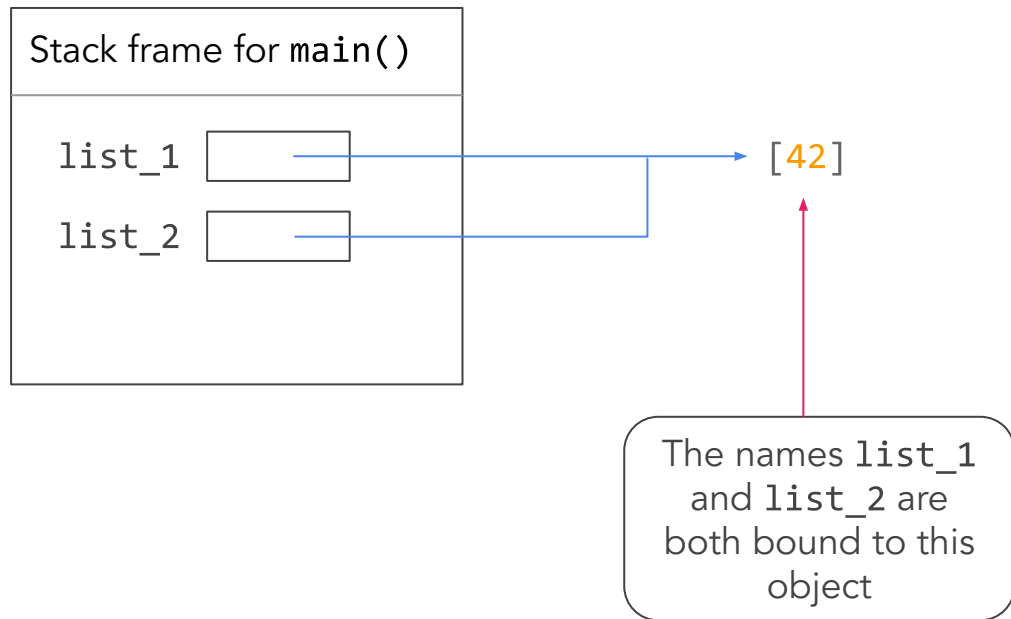 Stack frame for main()
list_1
[42]
list_2
The names list_1
and list_2 are
both bound to this
object